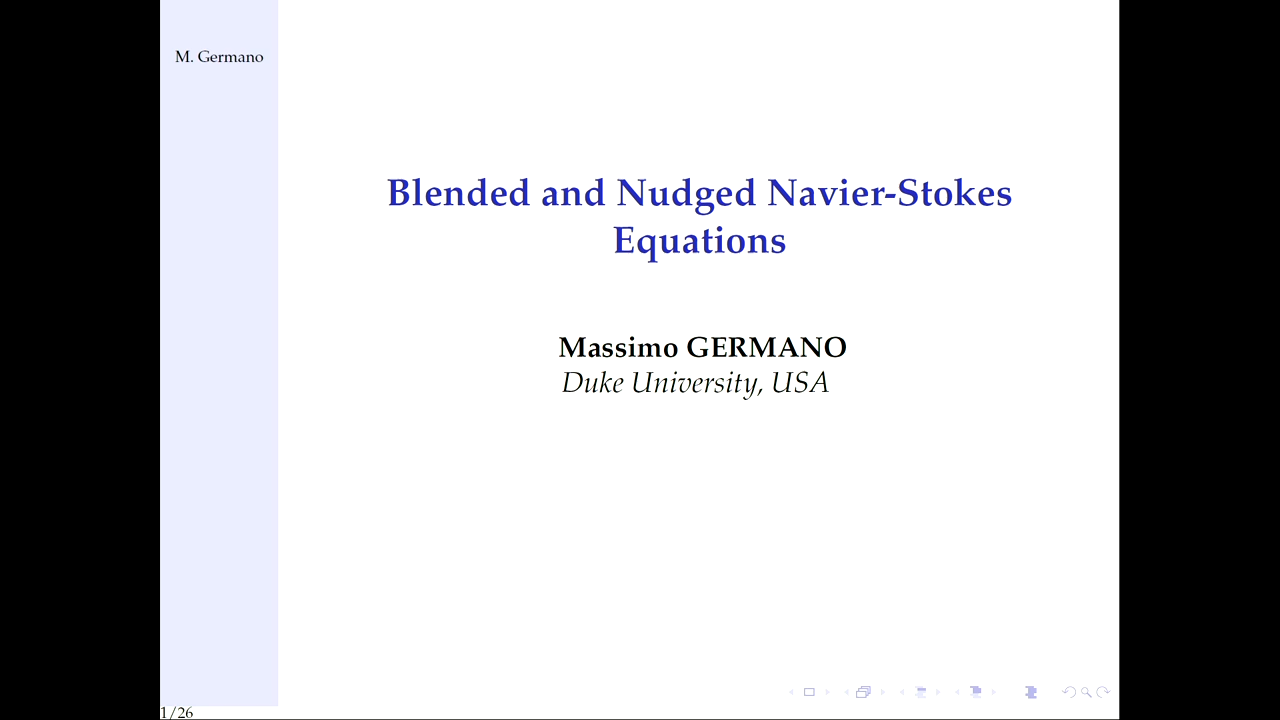 M. Germano
Blended and Nudged Navier-Stokes
Equations
Massimo GERMANO
Duke University, USA
1/26